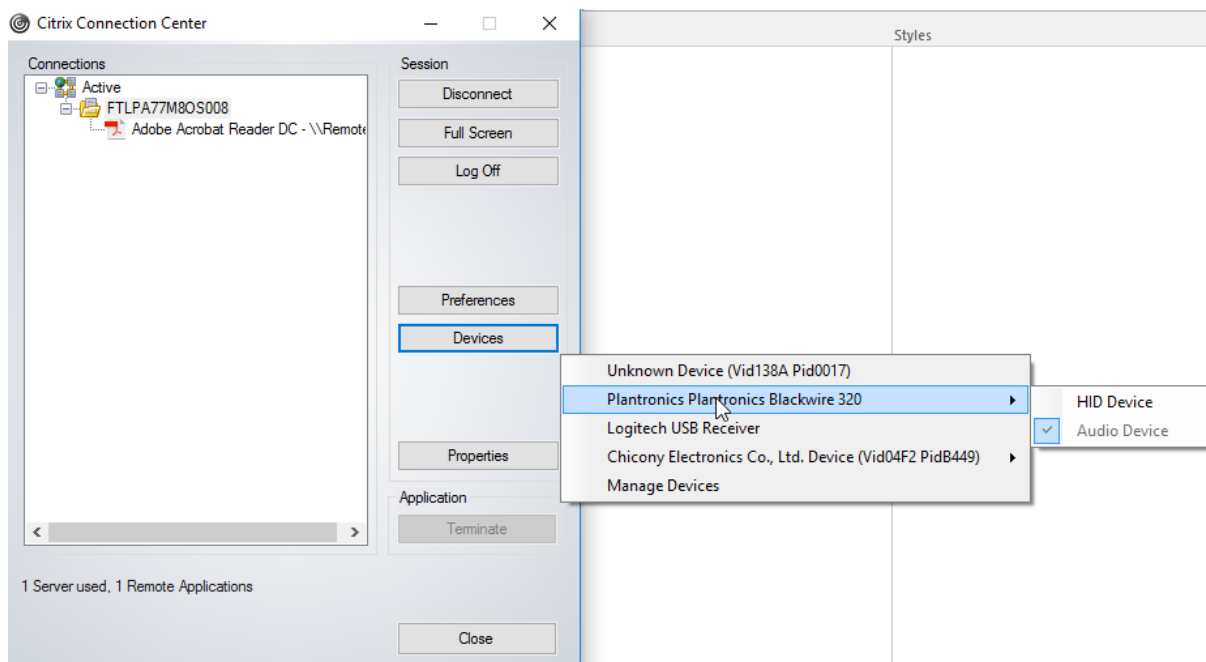 Citrix Connection Center
Styles
Connections
Active
FTLPA77M8OS008
Adobe Acrobat Reader DC - \\Remote
Session
Disconnect
Full Screen
Log Off
Preferences
Devices
Properties
Application
Terminate
Unknown Device (Vid138A Pid0017)
Plantronics Plantronics Blackwire 320
Logitech USB Receiver
Chicony Electronics Co., Ltd. Device (Vid04F2 PidB449)
Manage Devices
HID Device
Audio Device
1 Server used, 1 Remote Applications
Close